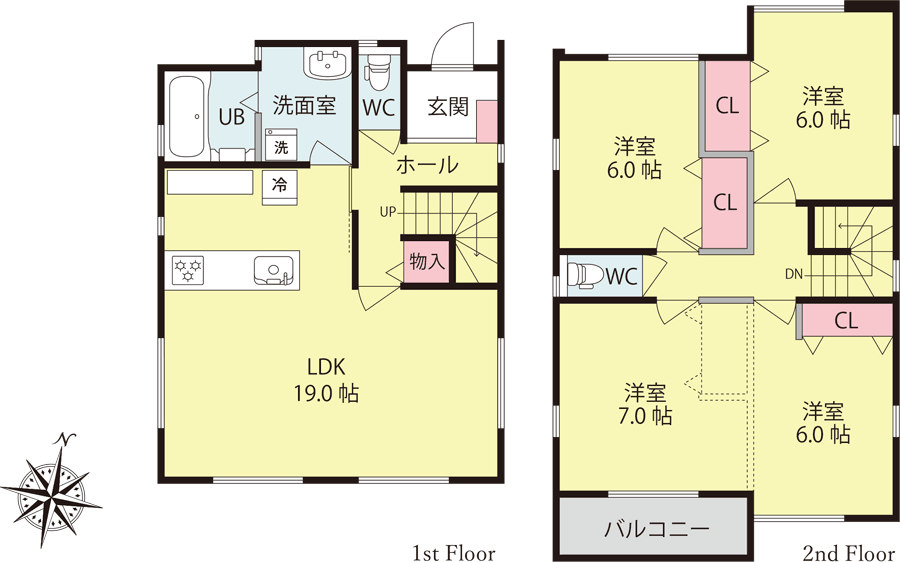 UB
洗面室
洗
WC
玄関
ホール
冷
UP
物入
LDK
19.0 帖
N
1st Floor
洋室
6.0 帖
CL
洋室
6.0 帖
CL
WC
DN
CL
洋室
7.0 帖
洋室
6.0 帖
バルコニー
2nd Floor